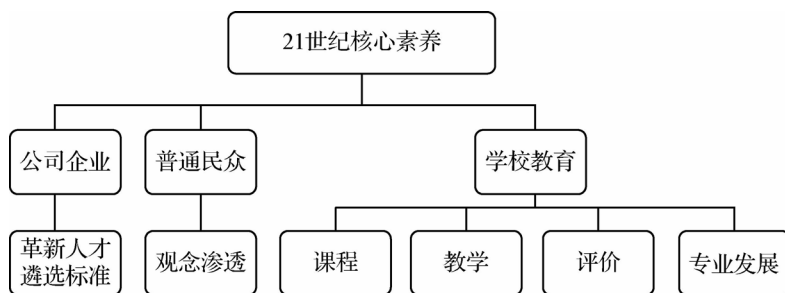 21世纪核心素养
公司企业
普通民众
学校教育
革新人才
遴选标准
观念渗透
课程
教学
评价
专业发展